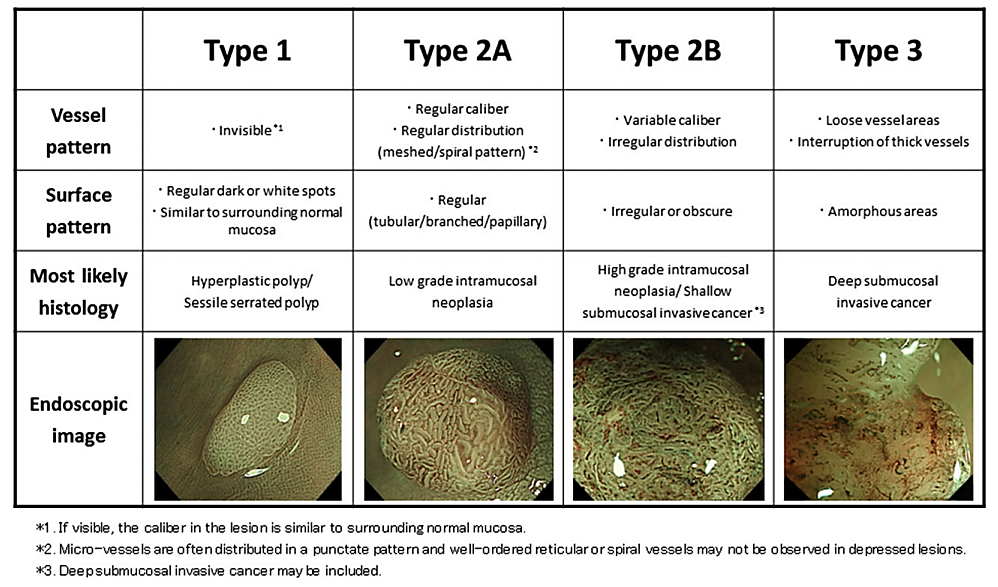 Type 1 Type 2A Type 2B Type 3
Vessel pattern
・Invisible *1
・Regular caliber
・Regular distribution
(meshed/spiral pattern) *2
・Variable caliber
・Irregular distribution
・Loose vessel areas
・Interruption of thick vessels
Surface pattern
・Regular dark or white spots
・Similar to surrounding normal
mucosa
・Regular
(tubular/branched/papillary)
・Irregular or obscure
・Amorphous areas
Most likely histology
Hyperplastic polyp/
Sessile serrated polyp
Low grade intramucosal
neoplasia
High grade intramucosal
neoplasia/ Shallow
submucosal invasive cancer *3
Deep submucosal
invasive cancer
Endoscopic image
*1. If visible, the caliber in the lesion is similar to surrounding normal mucosa.
*2. Micro-vessels are often distributed in a punctate pattern and well-ordered reticular or spiral vessels may not be observed in depressed lesions.
*3. Deep submucosal invasive cancer may be included.